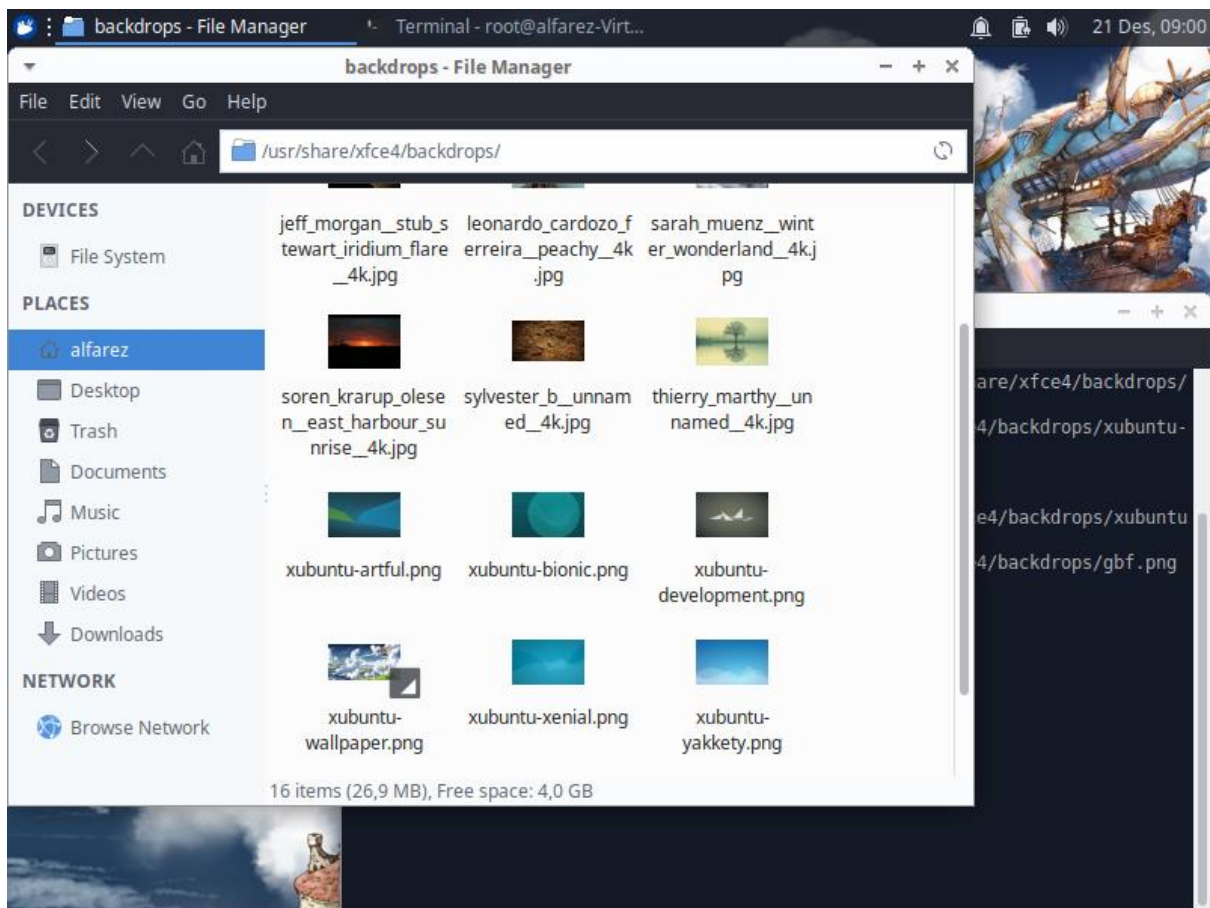 backdrops - File Manager
Terminal - root@alfarez-Virt...
21 Des, 09:00
backdrops - File Manager
File Edit View Go Help
/usr/share/xfce4/backdrops/
DEVICES
File System
PLACES
alfarez
Desktop
Trash
Documents
Music
Pictures
Videos
Downloads
NETWORK
Browse Network
jeff_morgan__stub_s
tewart_iridium_flare
__4k.jpg
leonardo_cardozo_f
erreira__peachy__4k
.jpg
sarah_muenz__wint
er_wonderland__4k.j
pg
soren_krarup_olese
n__east_harbour_su
nrise__4k.jpg
sylvester_b__unnam
ed__4k.jpg
thierry_marthy__un
named__4k.jpg
xubuntu-artful.png
xubuntu-bionic.png
xubuntu-
development.png
xubuntu-
wallpaper.png
xubuntu-xenial.png
xubuntu-
yakkety.png
16 items (26,9 MB), Free space: 4,0 GB
are/xfce4/backdrops/
4/backdrops/xubuntu-
e4/backdrops/xubuntu
4/backdrops/gbf.png